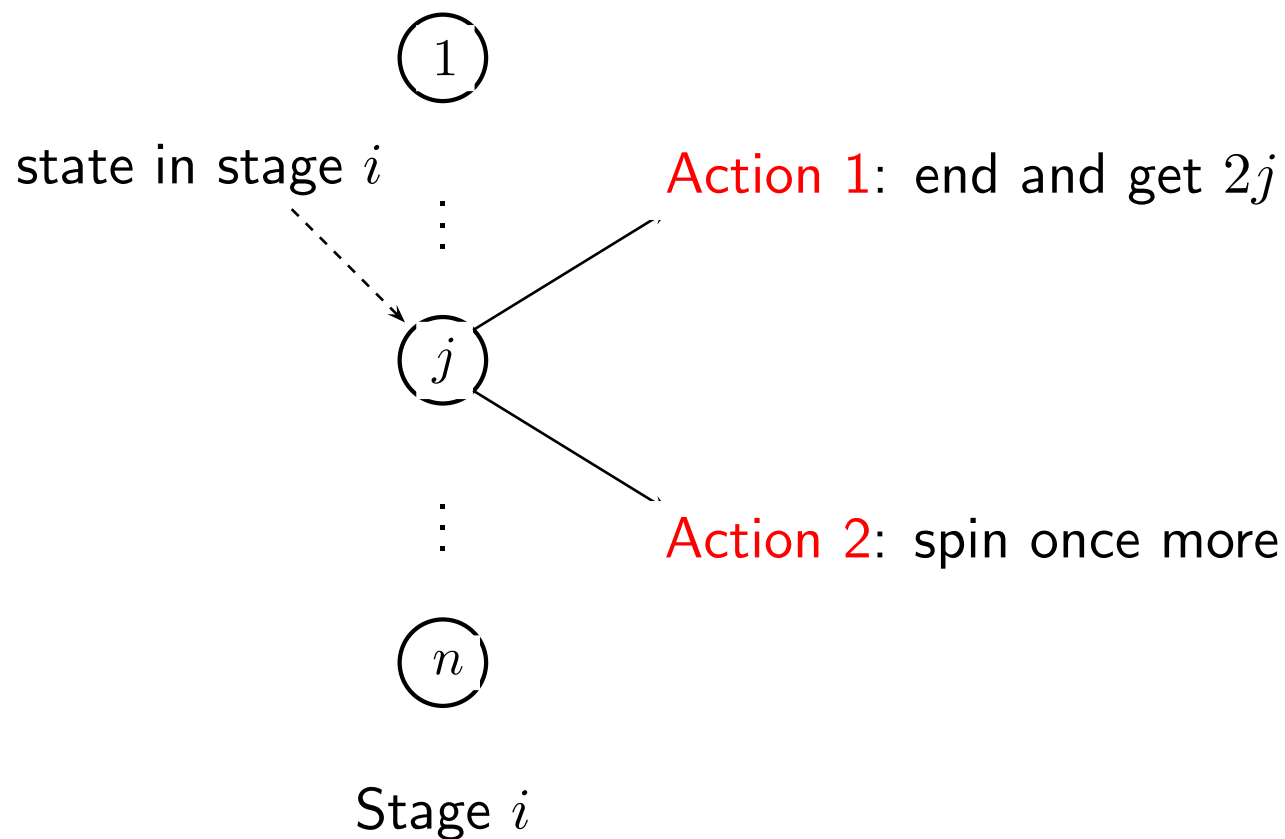 1
state in stage i
Action 1: end and get 2j
⋮
j
⋮
Action 2: spin once more
n
Stage i